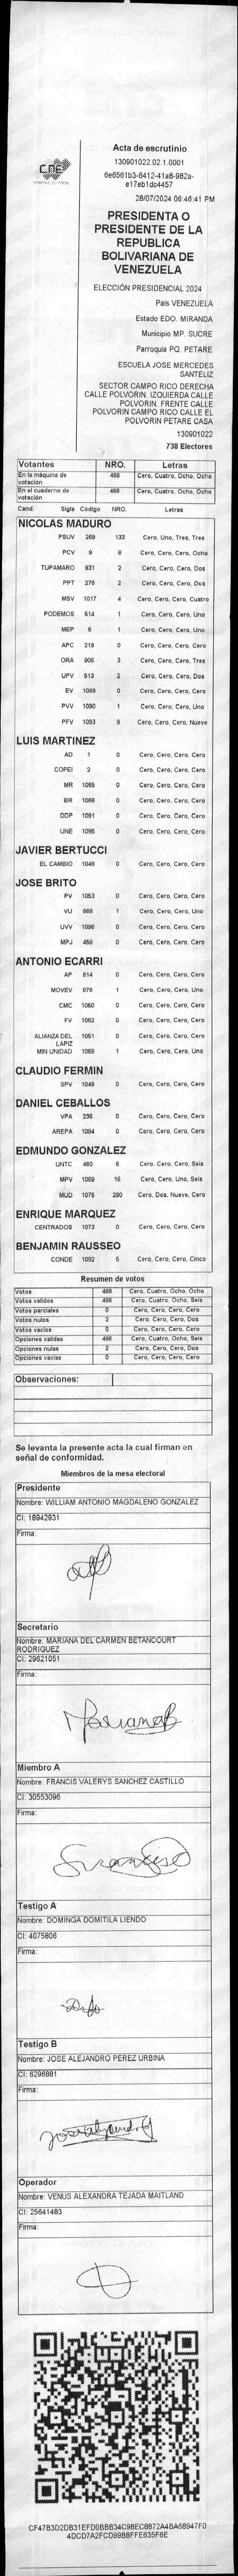 CNE
Acta de escrutinio
130901022.02.1.0001
6e6561b3-6412-41a8-982a-
e17eb1dc4457
28/07/2024 06:46:41 PM
PRESIDENTA O
PRESIDENTE DE LA
REPUBLICA
BOLIVARIANA DE
VENEZUELA
ELECCIÓN PRESIDENCIAL 2024
País VENEZUELA
Estado EDO. MIRANDA
Municipio MP. SUCRE
Parroquia PQ. PETARE
ESCUELA JOSE MERCEDES
SANTELIZ
SECTOR CAMPO RICO DERECHA
CALLE POLVORIN. IZQUIERDA CALLE
POLVORIN. FRENTE CALLE
POLVORIN CAMPO RICO CALLE EL
POLVORIN PETARE CASA
130901022
738 Electores
Votantes NRO. Letras
En la máquina de votación 488 Cero, Cuatro, Ocho, Ocho
En el cuaderno de votación 488 Cero, Cuatro, Ocho, Ocho
Cand. Sigla Código NRO. Letras
NICOLAS MADURO
PSUV 269 133 Cero, Uno, Tres, Tres
PCV 9 8 Cero, Cero, Cero, Ocho
TUPAMARO 931 2 Cero, Cero, Cero, Dos
PPT 276 2 Cero, Cero, Cero, Dos
MSV 1017 4 Cero, Cero, Cero, Cuatro
PODEMOS 514 1 Cero, Cero, Cero, Uno
MEP 6 1 Cero, Cero, Cero, Uno
APC 219 0 Cero, Cero, Cero, Cero
ORA 906 3 Cero, Cero, Cero, Tres
UPV 513 2 Cero, Cero, Cero, Dos
EV 1089 0 Cero, Cero, Cero, Cero
PVV 1090 1 Cero, Cero, Cero, Uno
PFV 1093 9 Cero, Cero, Cero, Nueve
LUIS MARTINEZ
AD 1 0 Cero, Cero, Cero, Cero
COPEI 2 0 Cero, Cero, Cero, Cero
MR 1065 0 Cero, Cero, Cero, Cero
BR 1066 0 Cero, Cero, Cero, Cero
DDP 1091 0 Cero, Cero, Cero, Cero
UNE 1095 0 Cero, Cero, Cero, Cero
JAVIER BERTUCCI
EL CAMBIO 1048 0 Cero, Cero, Cero, Cero
JOSE BRITO
PV 1053 0 Cero, Cero, Cero, Cero
VU 868 1 Cero, Cero, Cero, Uno
UVV 1096 0 Cero, Cero, Cero, Cero
MPJ 458 0 Cero, Cero, Cero, Cero
ANTONIO ECARRI
AP 814 0 Cero, Cero, Cero, Cero
MOVEV 878 1 Cero, Cero, Cero, Uno
CMC 1050 0 Cero, Cero, Cero, Cero
FV 1062 0 Cero, Cero, Cero, Cero
ALIANZA DEL LAPIZ 1051 0 Cero, Cero, Cero, Cero
MIN UNIDAD 1069 1 Cero, Cero, Cero, Uno
CLAUDIO FERMIN
SPV 1049 0 Cero, Cero, Cero, Cero
DANIEL CEBALLOS
VPA 236 0 Cero, Cero, Cero, Cero
AREPA 1094 0 Cero, Cero, Cero, Cero
EDMUNDO GONZALEZ
UNTC 460 6 Cero, Cero, Cero, Seis
MPV 1069 16 Cero, Cero, Uno, Seis
MUD 1075 290 Cero, Dos, Nueve, Cero
ENRIQUE MARQUEZ
CENTRADOS 1073 0 Cero, Cero, Cero, Cero
BENJAMIN RAUSSEO
CONDE 1092 5 Cero, Cero, Cero, Cinco
Resumen de votos
Votos 488 Cero, Cuatro, Ocho, Ocho
Votos validos 486 Cero, Cuatro, Ocho, Seis
Votos parciales 0 Cero, Cero, Cero, Cero
Votos nulos 2 Cero, Cero, Cero, Dos
Votos vacios 0 Cero, Cero, Cero, Cero
Opciones validas 486 Cero, Cuatro, Ocho, Seis
Opciones nulas 2 Cero, Cero, Cero, Dos
Opciones vacias 0 Cero, Cero, Cero, Cero
Observaciones:
Se levanta la presente acta la cual firman en
señal de conformidad.
Miembros de la mesa electoral
Presidente
Nombre: WILLIAM ANTONIO MAGDALENO GONZALEZ
CI: 18942931
Firma:
Secretario
Nombre: MARIANA DEL CARMEN BETANCOURT
RODRIGUEZ
CI: 29621051
Firma:
MarianaB
Miembro A
Nombre: FRANCIS VALERYS SANCHEZ CASTILLO
CI: 30553096
Firma:
Testigo A
Nombre: DOMINGA DOMITILA LIENDO
CI: 4075806
Firma:
Testigo B
Nombre: JOSE ALEJANDRO PEREZ URBINA
CI: 6296881
Firma:
Operador
Nombre: VENUS ALEXANDRA TEJADA MAITLAND
CI: 25641483
Firma:
CF47B3D2DB31EFD0BBB34C98EC8872A4BA68947F0
4DCD7A2FCD99B8FFE635F6E